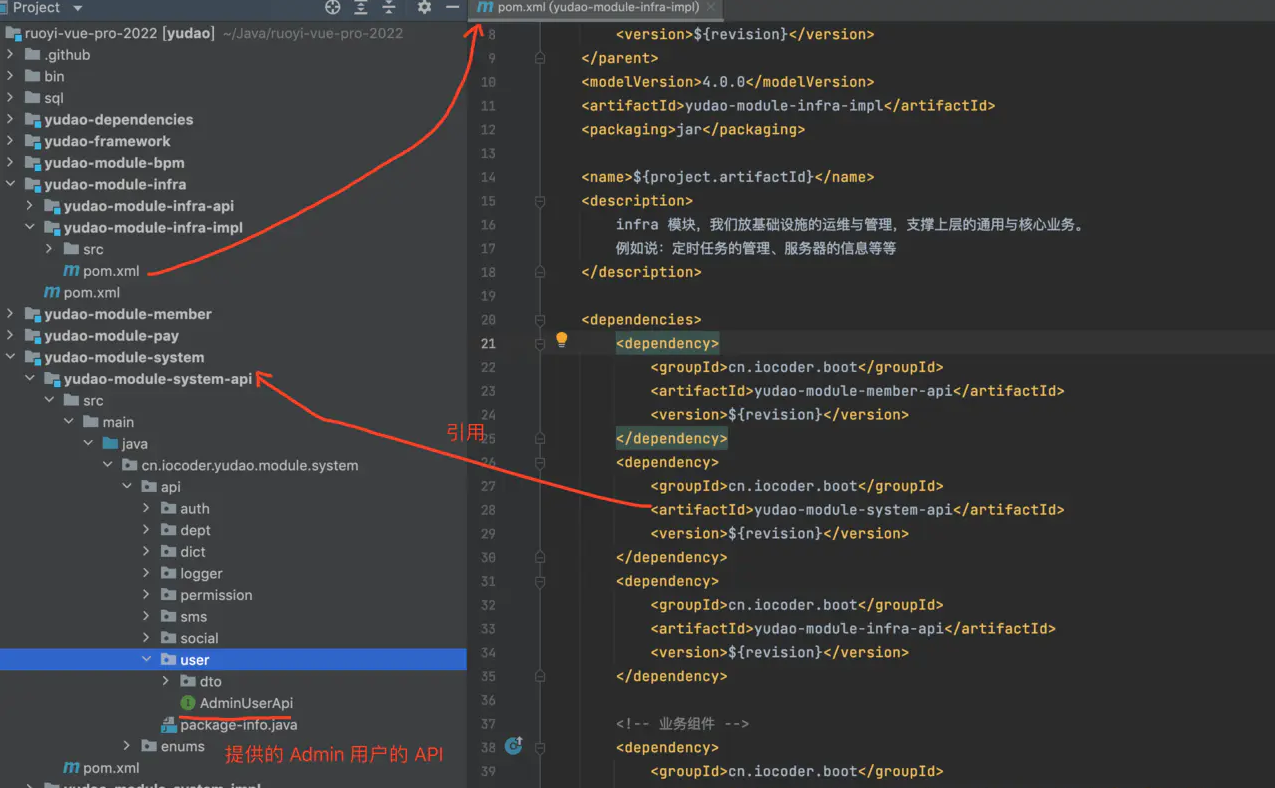 Project
ruoyi-vue-pro-2022 [yudao] ~/Java/ruoyi-vue-pro-2022
.github
bin
sql
yudao-dependencies
yudao-framework
yudao-module-bpm
yudao-module-infra
yudao-module-infra-api
yudao-module-infra-impl
src
pom.xml
pom.xml
yudao-module-member
yudao-module-pay
yudao-module-system
yudao-module-system-api
src
main
java
cn.iocoder.yudao.module.system
api
auth
dept
dict
logger
permission
sms
social
user
dto
AdminUserApi
package-info.java
enums
提供的 Admin 用户的 API
pom.xml
yudao-module-system-impl
引用
pom.xml (yudao-module-infra-impl)
8 <version>${revision}</version>
9 </parent>
10 <modelVersion>4.0.0</modelVersion>
11 <artifactId>yudao-module-infra-impl</artifactId>
12 <packaging>jar</packaging>
13
14 <name>${project.artifactId}</name>
15 <description>
16 infra 模块，我们放基础设施的运维与管理，支撑上层的通用与核心业务。
17 例如说：定时任务的管理、服务器的信息等等
18 </description>
19
20 <dependencies>
21 <dependency>
22 <groupId>cn.iocoder.boot</groupId>
23 <artifactId>yudao-module-member-api</artifactId>
24 <version>${revision}</version>
25 </dependency>
26 <dependency>
27 <groupId>cn.iocoder.boot</groupId>
28 <artifactId>yudao-module-system-api</artifactId>
29 <version>${revision}</version>
30 </dependency>
31 <dependency>
32 <groupId>cn.iocoder.boot</groupId>
33 <artifactId>yudao-module-infra-api</artifactId>
34 <version>${revision}</version>
35 </dependency>
36
37 <!-- 业务组件 -->
38 <dependency>
39 <groupId>cn.iocoder.boot</groupId>